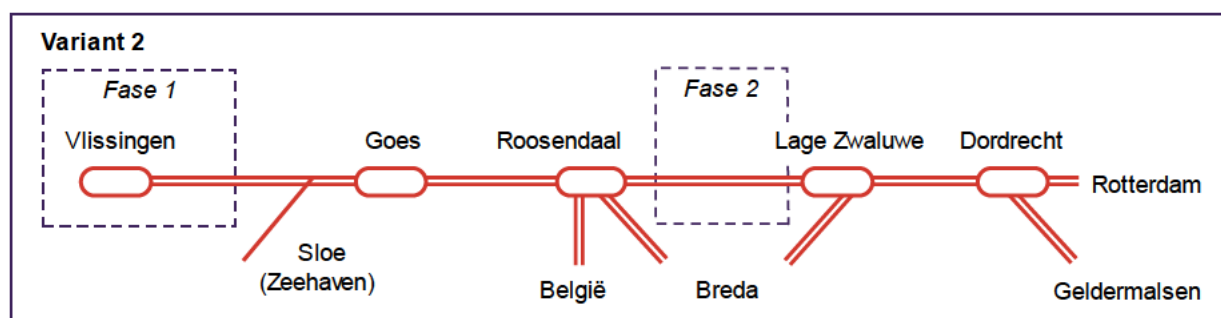 Variant 2
Fase 1
Fase 2
Vlissingen
Goes
Roosendaal
Lage Zwaluwe
Dordrecht
Rotterdam
Sloe
(Zeehaven)
België
Breda
Geldermalsen